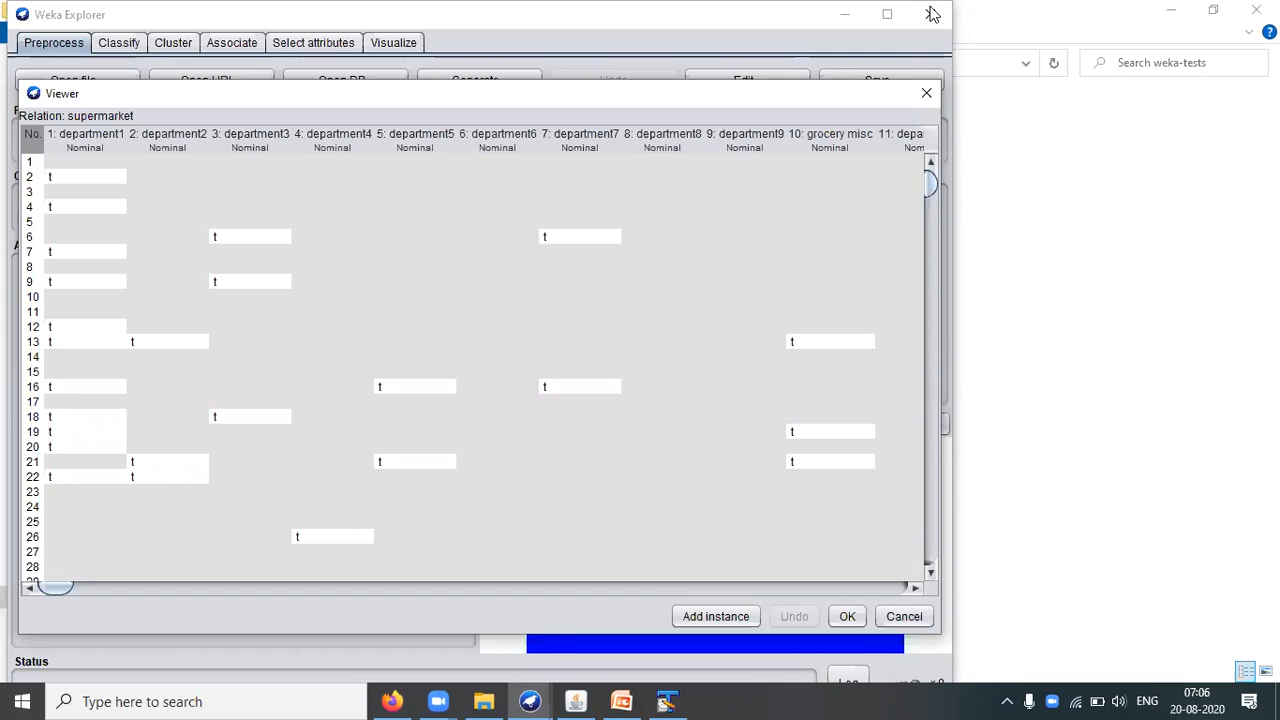 Weka Explorer
Preprocess Classify Cluster Associate Select attributes Visualize
Viewer
Search weka-tests
Relation: supermarket
No. 1: department1 2: department2 3: department3 4: department4 5: department5 6: department6 7: department7 8: department8 9: department9 10: grocery misc 11: depa
Nominal Nominal Nominal Nominal Nominal Nominal Nominal Nominal Nominal Nominal Nom
1
2 t
3
4 t
5
6 t t
7 t
8
9 t t
10
11
12 t
13 t t t
14
15
16 t t t
17
18 t t
19 t t
20 t
21 t t t
22 t t
23
24
25
26 t
27
28
Add instance Undo OK Cancel
Status
Type here to search
ENG
07:06
20-08-2020